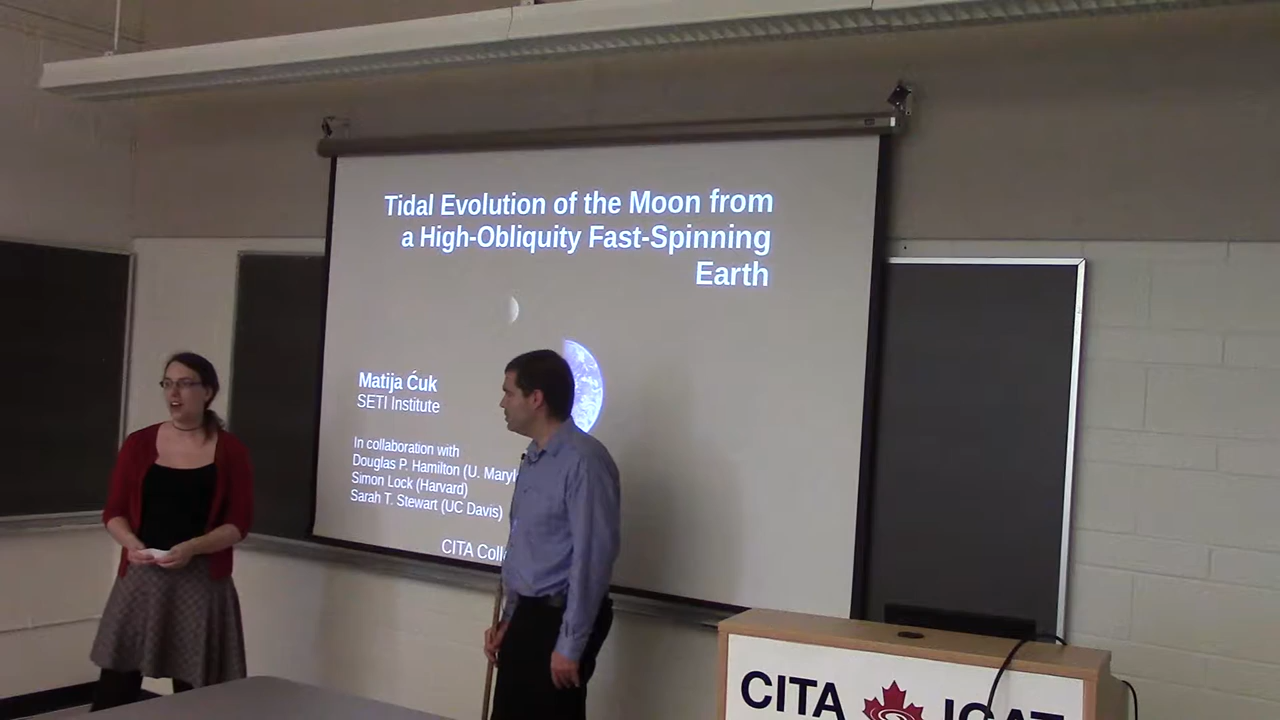 Tidal Evolution of the Moon from
a High-Obliquity Fast-Spinning
Earth
Matija Ćuk
SETI Institute
In collaboration with
Douglas P. Hamilton (U. Maryl
Simon Lock (Harvard)
Sarah T. Stewart (UC Davis)
CITA Coll
CITA ICAT